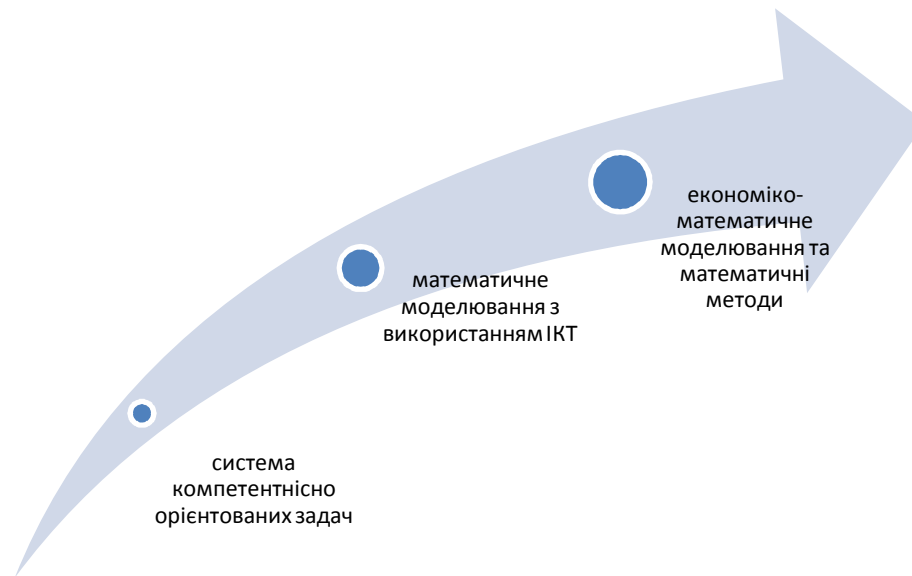 економіко-
математичне
моделювання та
математичні
методи
математичне
моделювання з
використанням ІКТ
система
компетентнісно
орієнтованих задач